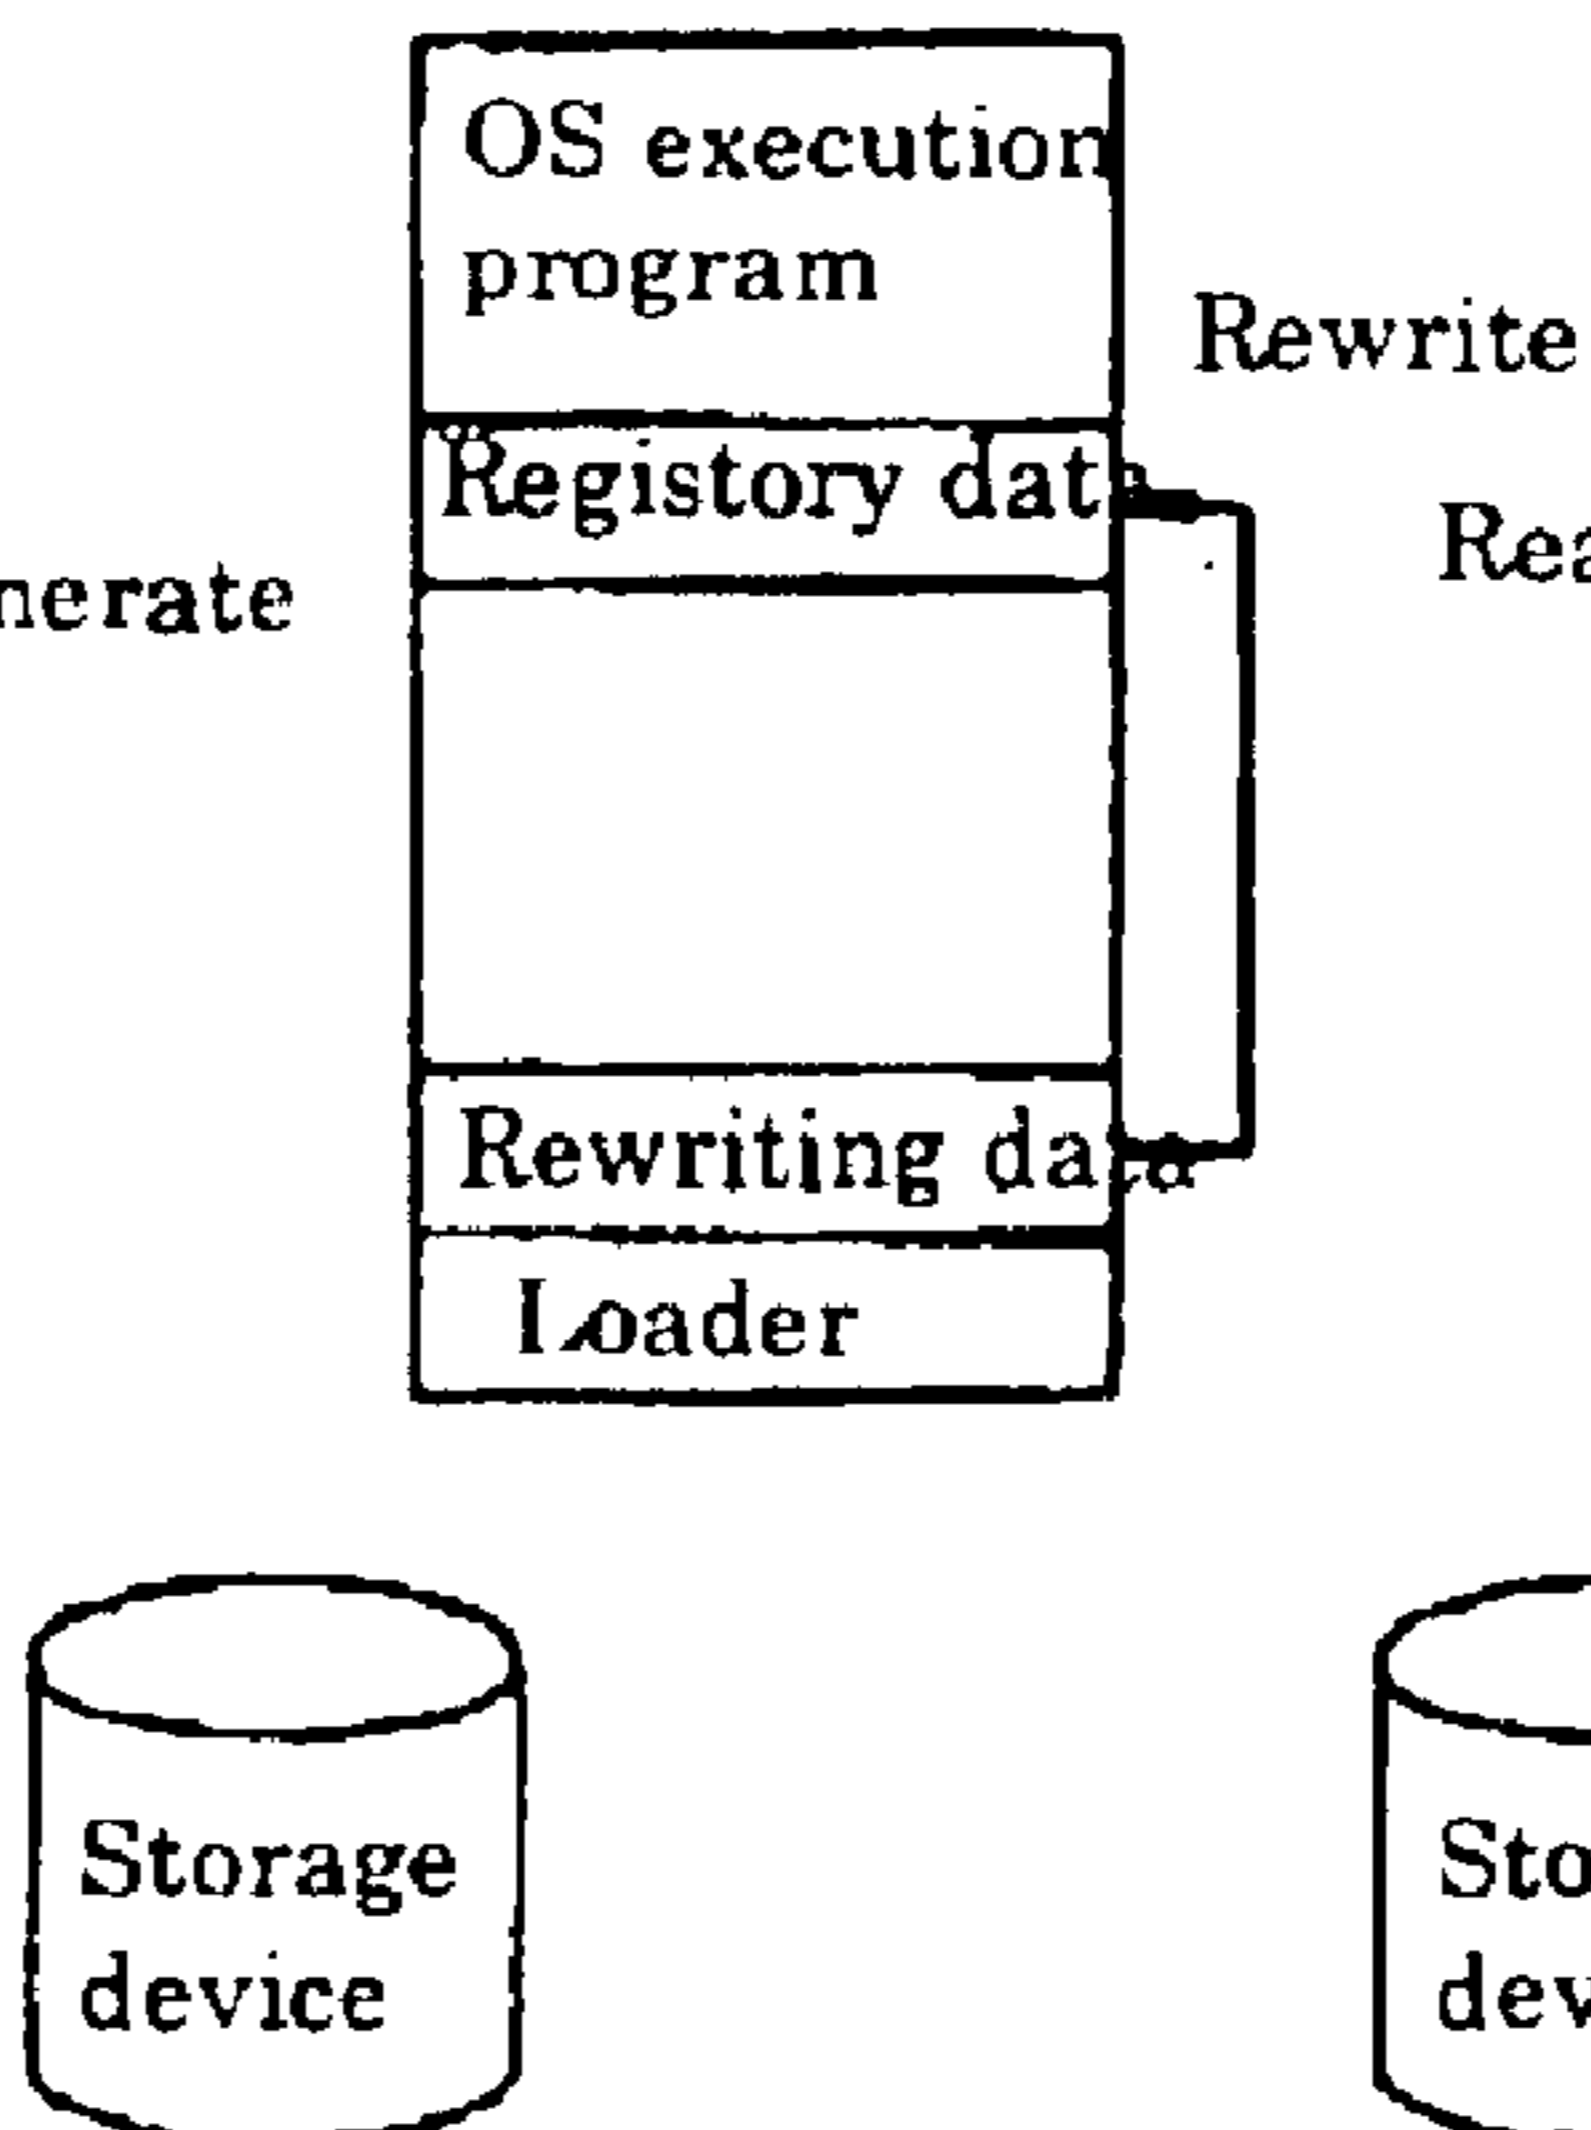 OS execution
program
Rewrite
Registory data
nerate
Rewriting data
Loader
Storage
device